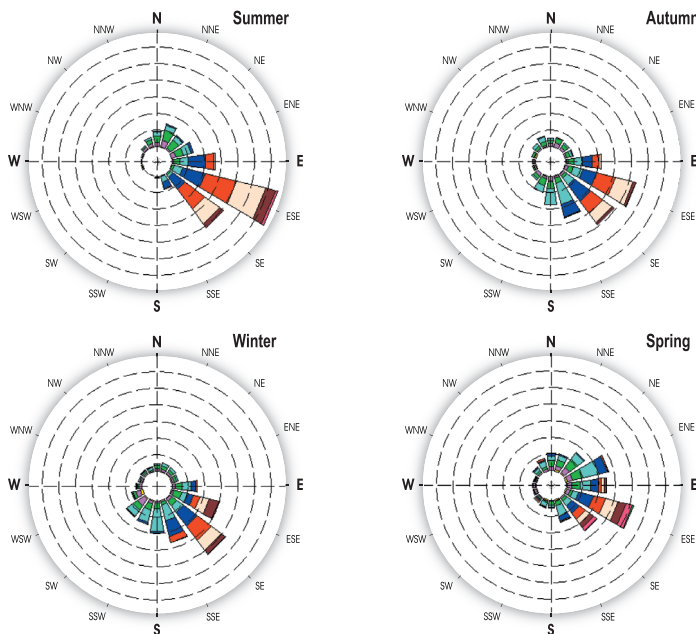 N Summer
NNW NNE
NW NE
WNW ENE
W E
WSW ESE
SW SE
SSW SSE
S
N Autumn
NNW NNE
NW NE
WNW ENE
W E
WSW ESE
SW SE
SSW SSE
S
N Winter
NNW NNE
NW NE
WNW ENE
W E
WSW ESE
SW SE
SSW SSE
S
N Spring
NNW NNE
NW NE
WNW ENE
W E
WSW ESE
SW SE
SSW SSE
S